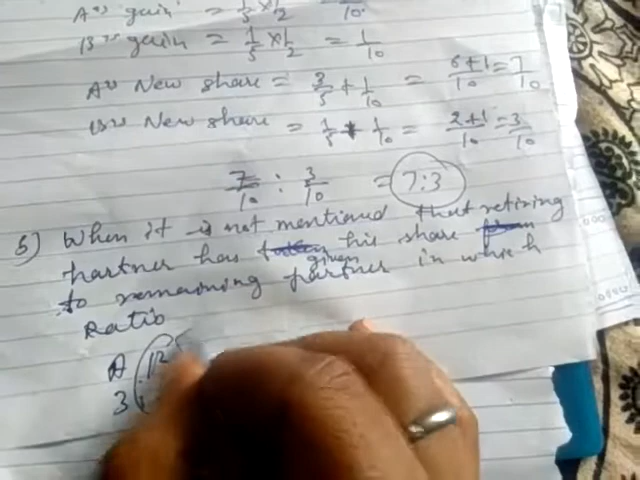 A's gain = 1/5 × 1/2 = 1/10
B's gain = 1/5 × 1/2 = 1/10
A's New share = 3/5 + 1/10 = 6+1/10 = 7/10
B's New share = 1/5 + 1/10 = 2+1/10 = 3/10
7/10 : 3/10 = 7:3
5) When it is not mentioned that retiring
partner has given his share
to remaining partner in which
Ratio
A B
3